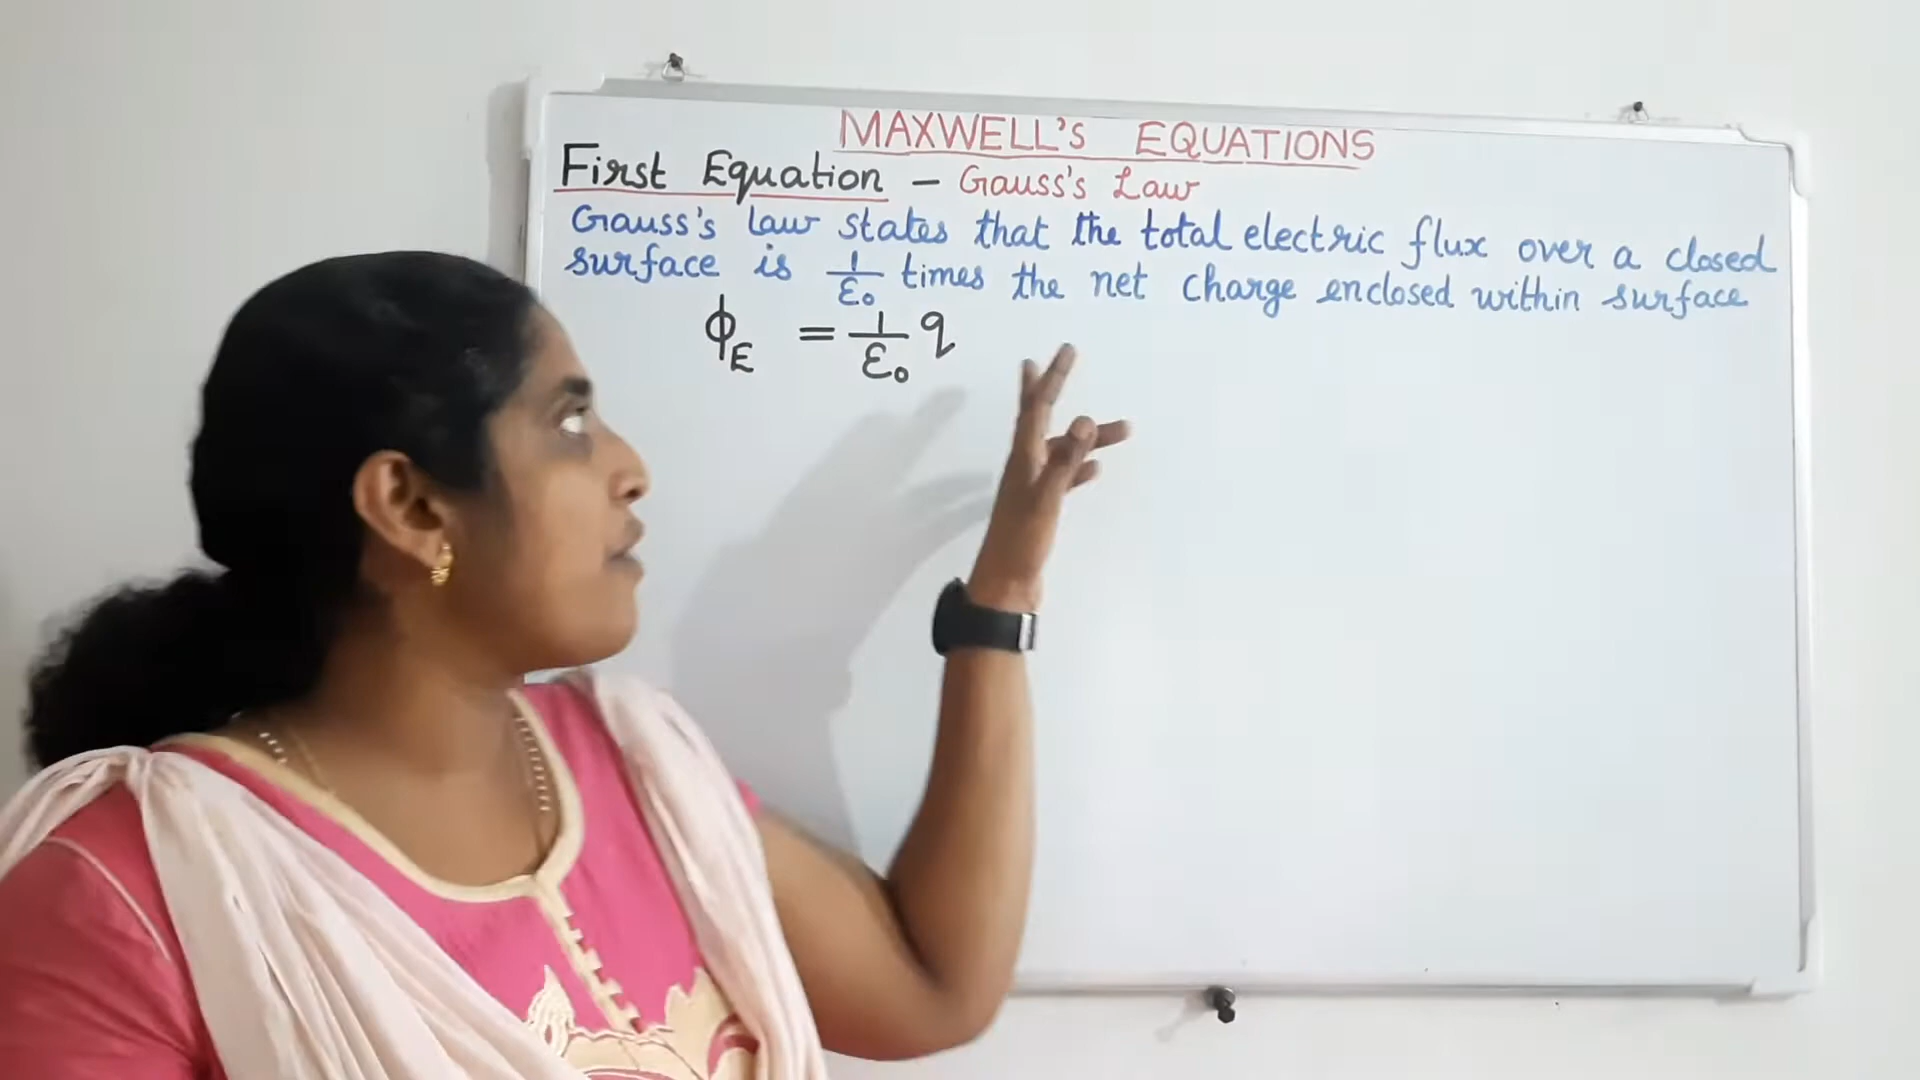 MAXWELL'S EQUATIONS
First Equation - Gauss's Law
Gauss's law states that the total electric flux over a closed
surface is 1/ε₀ times the net charge enclosed within surface
ϕ_E = 1/ε₀ q